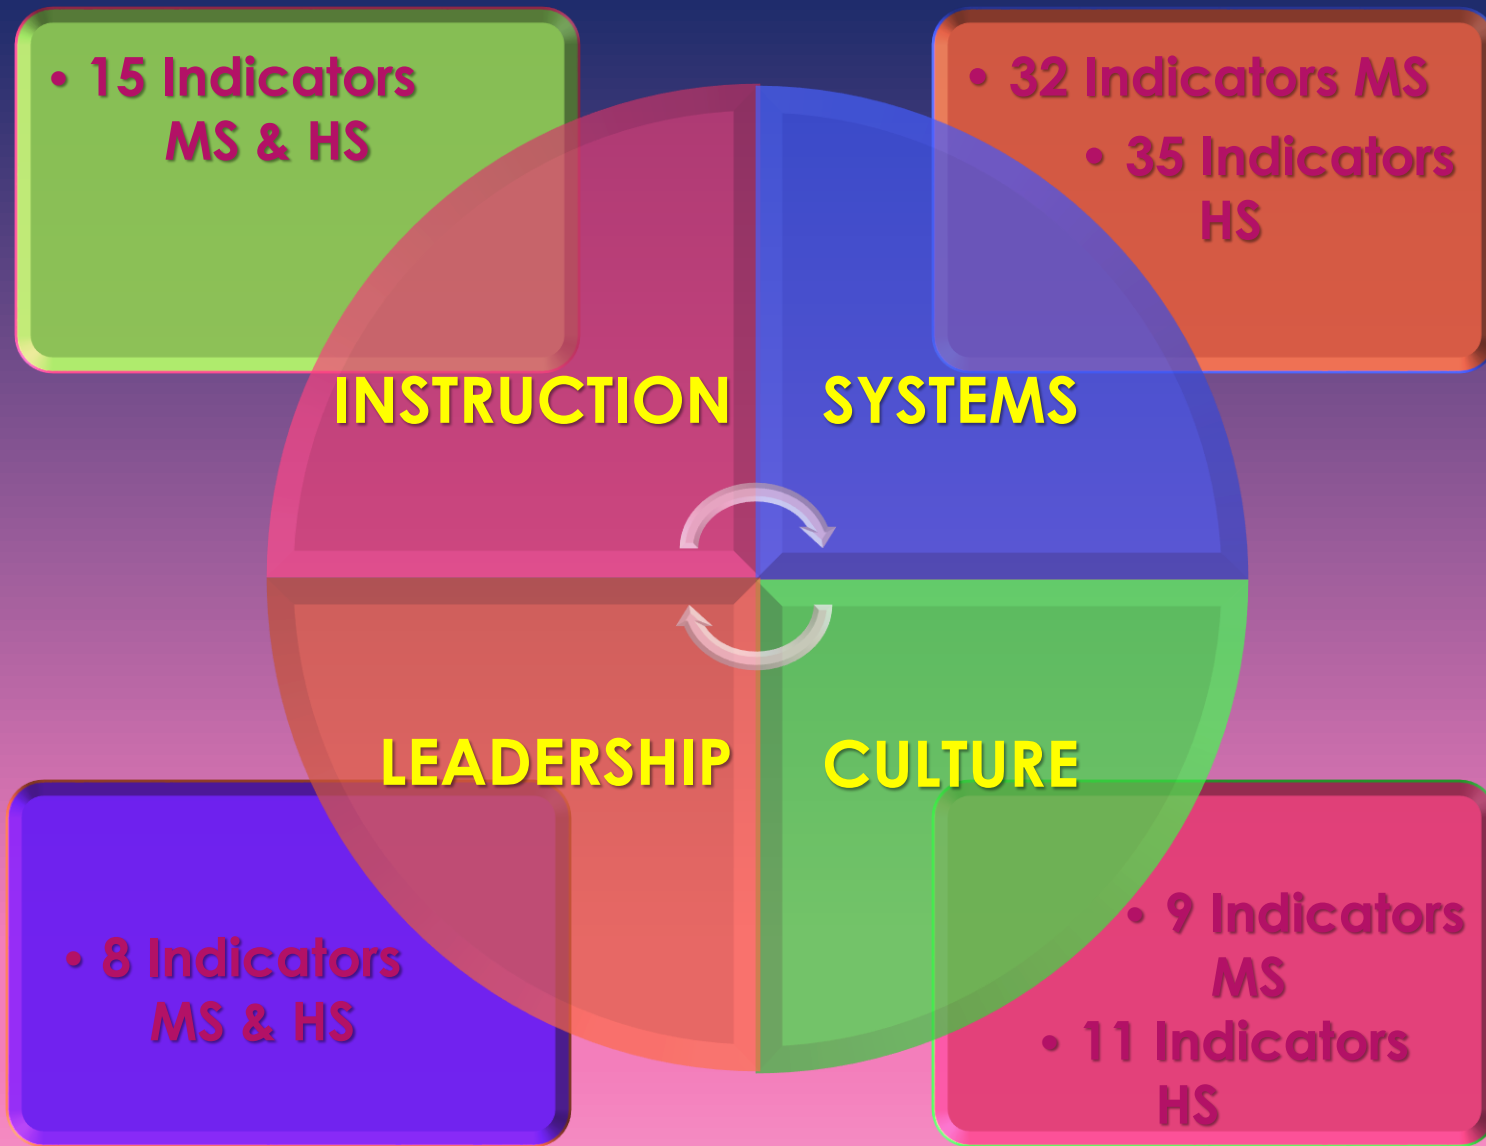 • 15 Indicators
MS & HS
• 32 Indicators MS
• 35 Indicators
HS
INSTRUCTION
SYSTEMS
LEADERSHIP
CULTURE
• 8 Indicators
MS & HS
• 9 Indicators
MS
• 11 Indicators
HS